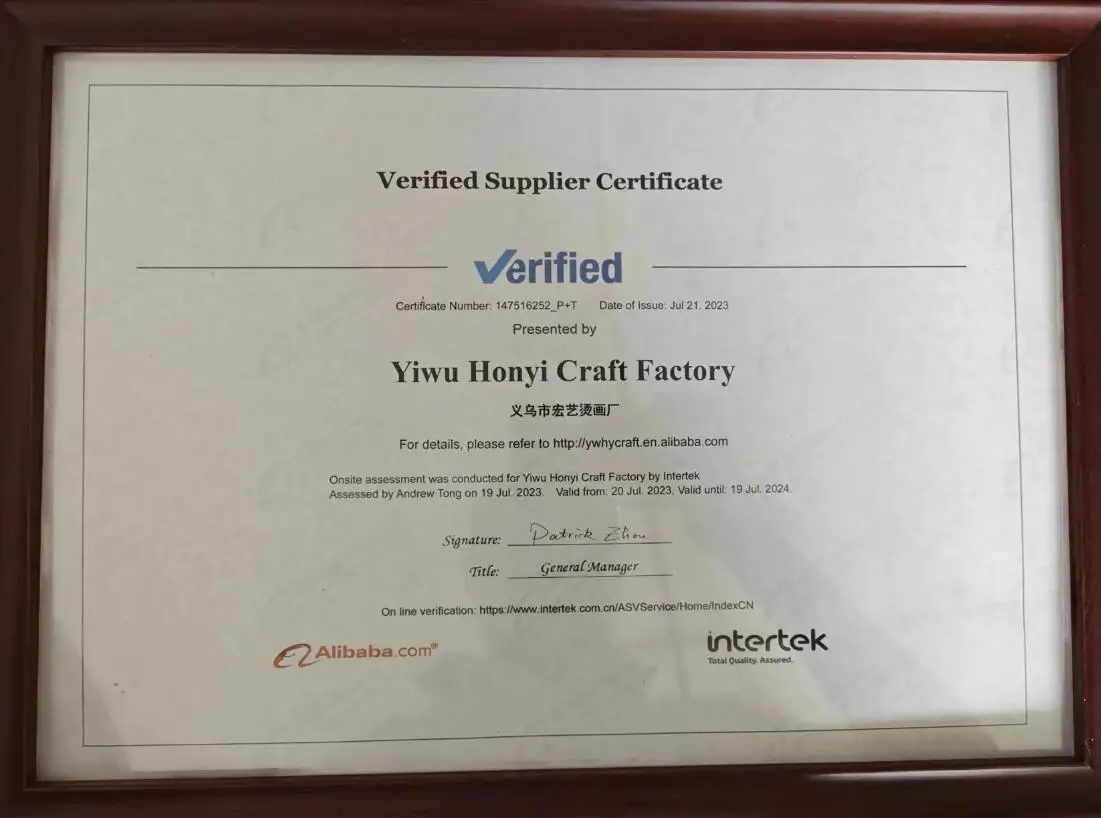 Verified Supplier Certificate
Verified
Certificate Number: 147516252_P+T Date of Issue: Jul 21. 2023
Presented by
Yiwu Honyi Craft Factory
义乌市宏艺烫画厂
For details, please refer to http://ywhycraft.en.alibaba.com
Onsite assessment was conducted for Yiwu Honyi Craft Factory by Intertek
Assessed by Andrew Tong on 19 Jul. 2023. Valid from: 20 Jul. 2023, Valid until: 19 Jul. 2024.
Signature: Patrick Zhou
Title: General Manager
On line verification: https://www.intertek.com.cn/ASVService/Home/IndexCN
Alibaba.com®
intertek
Total Quality. Assured.